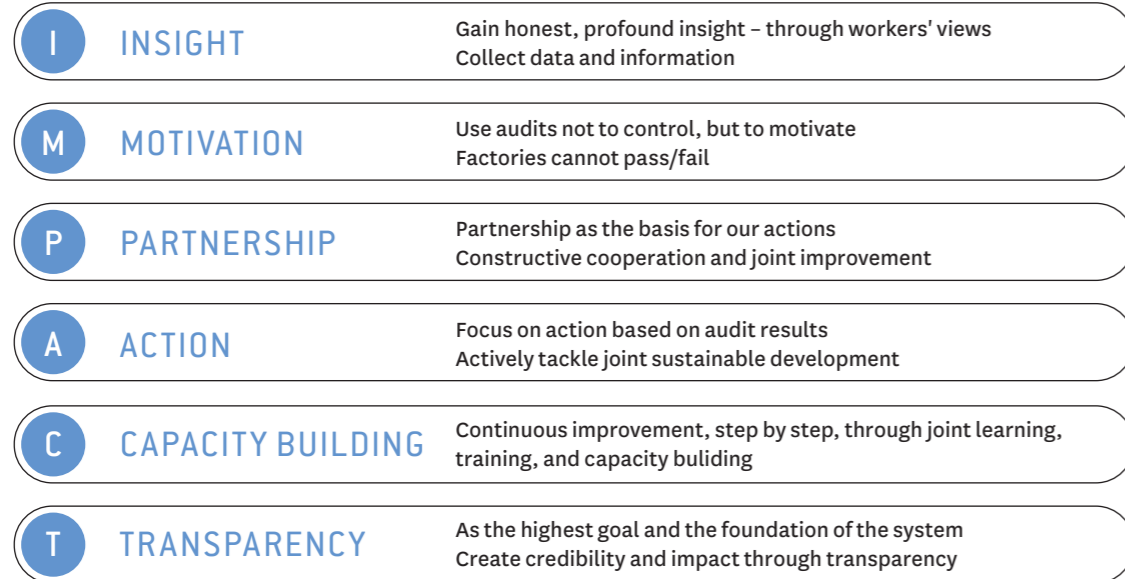 I INSIGHT
Gain honest, profound insight – through workers' views
Collect data and information
M MOTIVATION
Use audits not to control, but to motivate
Factories cannot pass/fail
P PARTNERSHIP
Partnership as the basis for our actions
Constructive cooperation and joint improvement
A ACTION
Focus on action based on audit results
Actively tackle joint sustainable development
C CAPACITY BUILDING
Continuous improvement, step by step, through joint learning,
training, and capacity buliding
T TRANSPARENCY
As the highest goal and the foundation of the system
Create credibility and impact through transparency